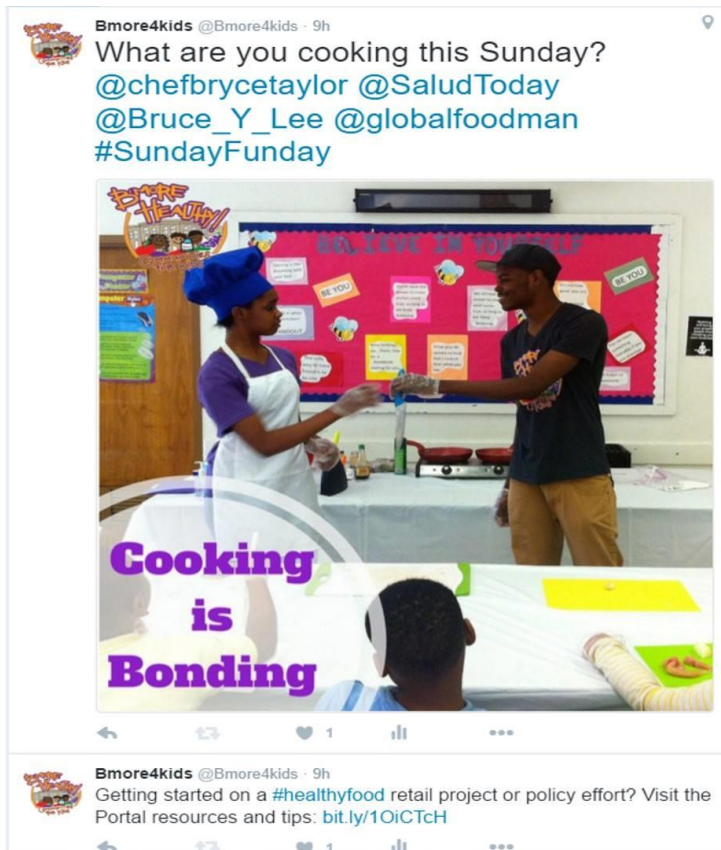 Bmore4kids @Bmore4kids · 9h
What are you cooking this Sunday?
@chefbrycetaylor @SaludToday
@Bruce_Y_Lee @globalfoodman
#SundayFunday
BMORE
HEALTHY!
BELIEVE IN YOURSELF
BE YOU
BE YOU
Cooking
is
Bonding
1
Bmore4kids @Bmore4kids · 9h
Getting started on a #healthyfood retail project or policy effort? Visit the
Portal resources and tips: bit.ly/1OiCTcH
1